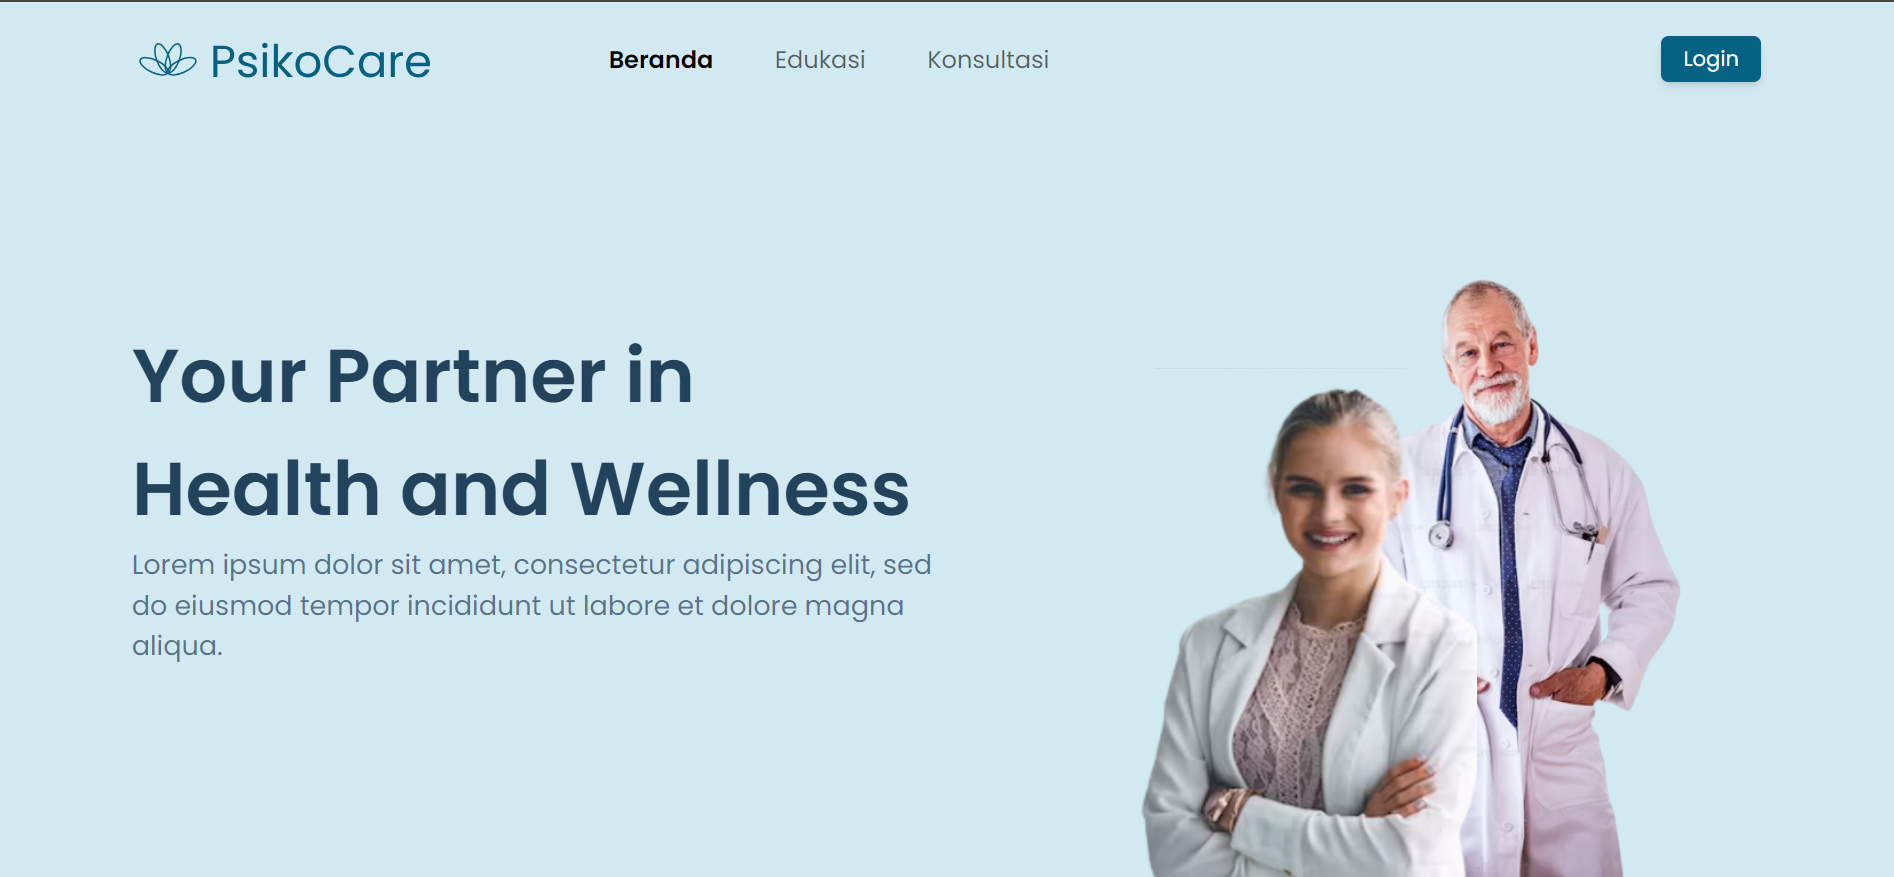 PsikoCare
Beranda
Edukasi
Konsultasi
Login
Your Partner in
Health and Wellness
Lorem ipsum dolor sit amet, consectetur adipiscing elit, sed
do eiusmod tempor incididunt ut labore et dolore magna
aliqua.